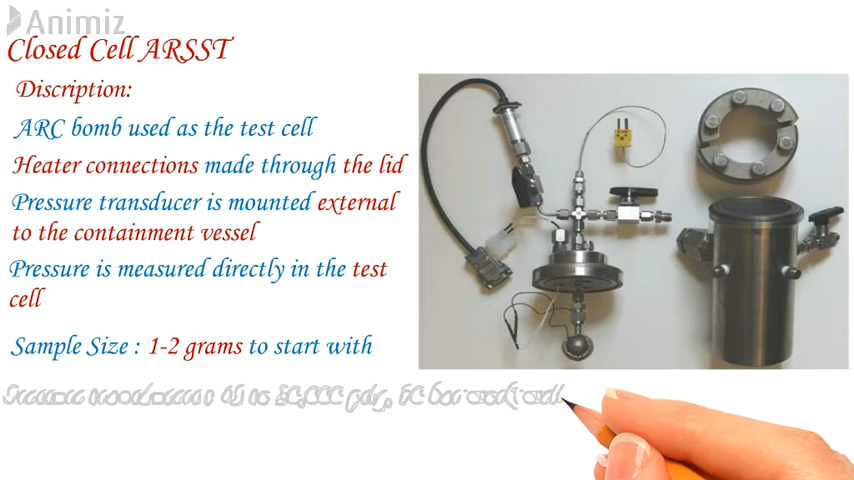 Animiz
Closed Cell ARSST
Discription:
ARC bomb used as the test cell
Heater connections made through the lid
Pressure transducer is mounted external
to the containment vessel
Pressure is measured directly in the test
cell
Sample Size : 1-2 grams to start with